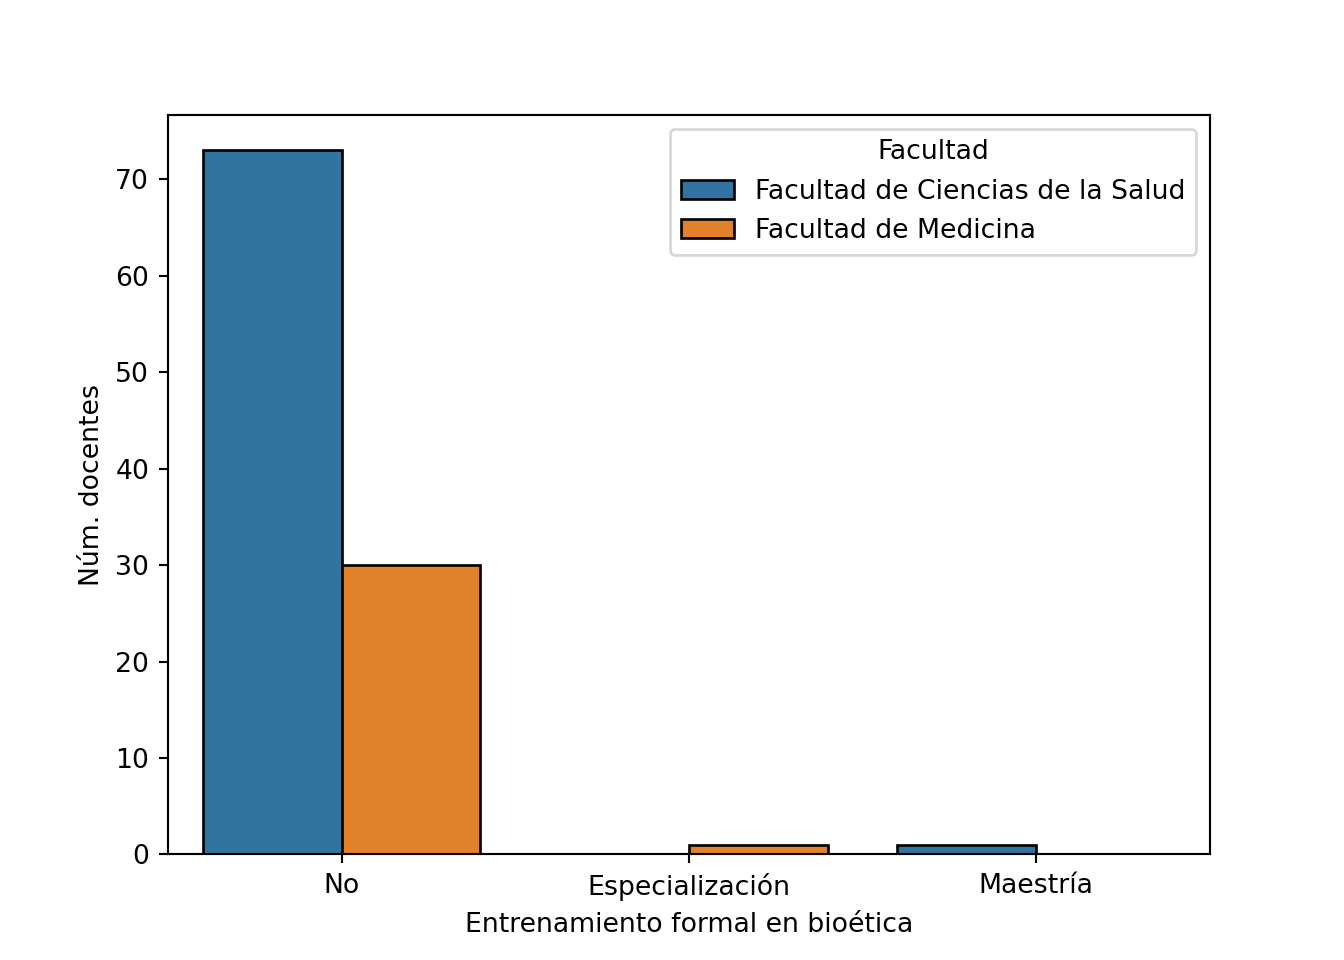 Facultad
Facultad de Ciencias de la Salud
Facultad de Medicina
Núm. docentes
70
60
50
40
30
20
10
0
No
Especialización
Maestría
Entrenamiento formal en bioética